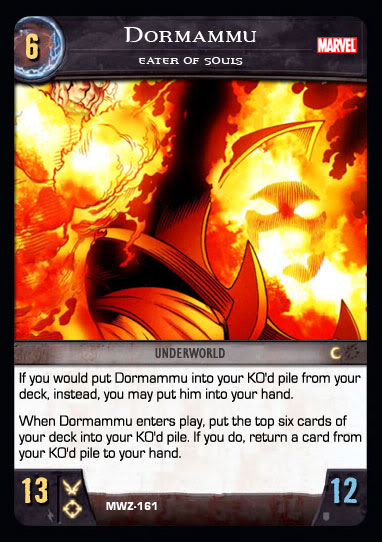 6
Dormammu
MARVEL
Eater of Souls
UNDERWORLD
C
If you would put Dormammu into your KO'd pile from your
deck, instead, you may put him into your hand.
When Dormammu enters play, put the top six cards of
your deck into your KO'd pile. If you do, return a card from
your KO'd pile to your hand.
13
MWZ-161
12